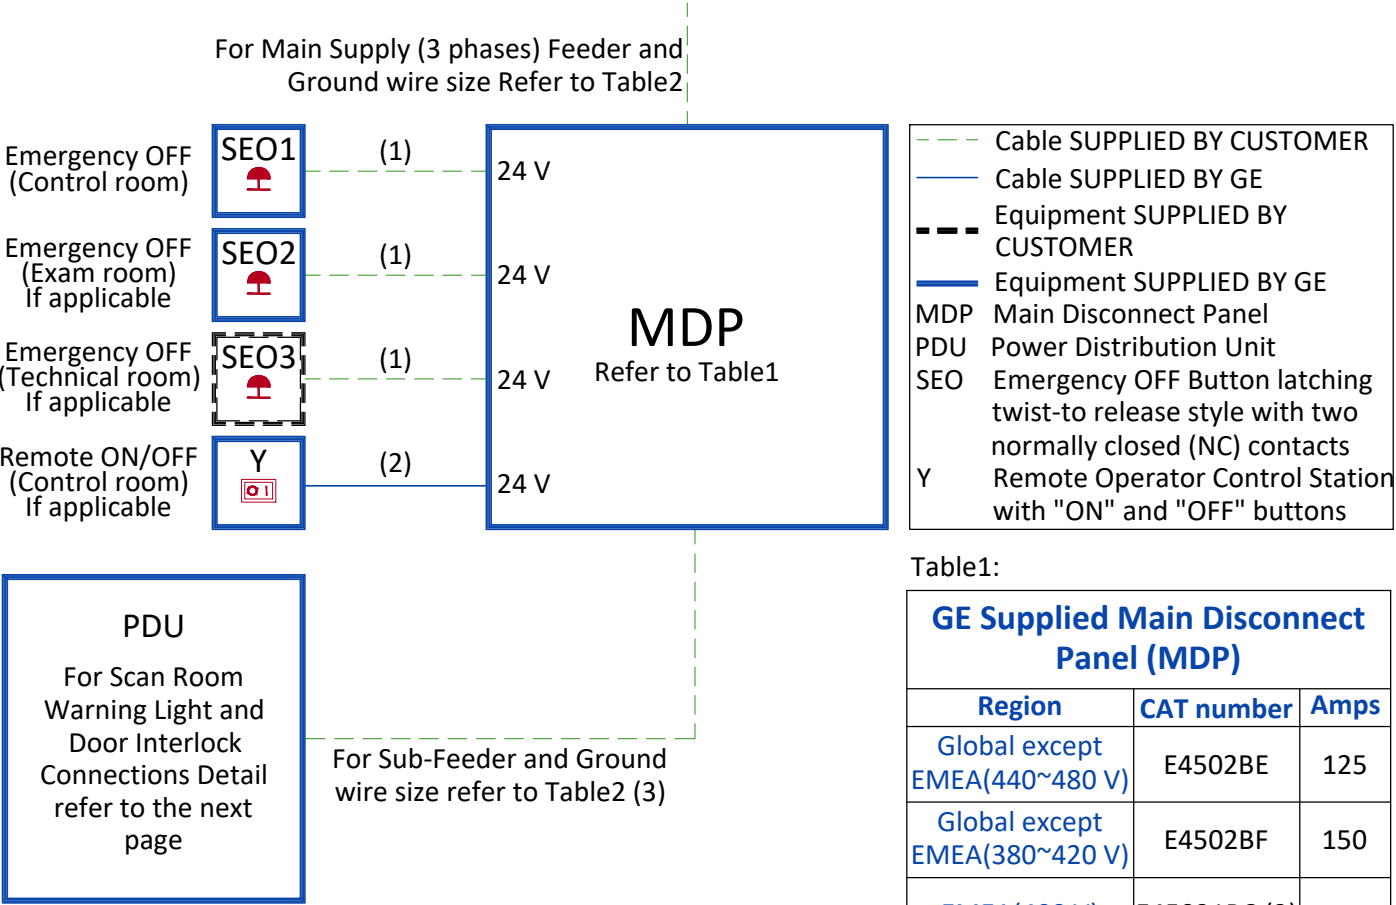 For Main Supply (3 phases) Feeder and
Ground wire size Refer to Table2
Emergency OFF
(Control room)
SEO1
(1)
24 V
Emergency OFF
(Exam room)
If applicable
SEO2
(1)
24 V
Emergency OFF
(Technical room)
If applicable
SEO3
(1)
24 V
Remote ON/OFF
(Control room)
If applicable
Y
(2)
24 V
MDP
Refer to Table1
PDU
For Scan Room
Warning Light and
Door Interlock
Connections Detail
refer to the next
page
For Sub-Feeder and Ground
wire size refer to Table2 (3)
Cable SUPPLIED BY CUSTOMER
Cable SUPPLIED BY GE
Equipment SUPPLIED BY
CUSTOMER
Equipment SUPPLIED BY GE
MDP Main Disconnect Panel
PDU Power Distribution Unit
SEO Emergency OFF Button latching
twist-to release style with two
normally closed (NC) contacts
Y Remote Operator Control Station
with "ON" and "OFF" buttons
Table1:
GE Supplied Main Disconnect
Panel (MDP)
Region CAT number Amps
Global except
EMEA(440~480 V) E4502BE 125
Global except
EMEA(380~420 V) E4502BF 150